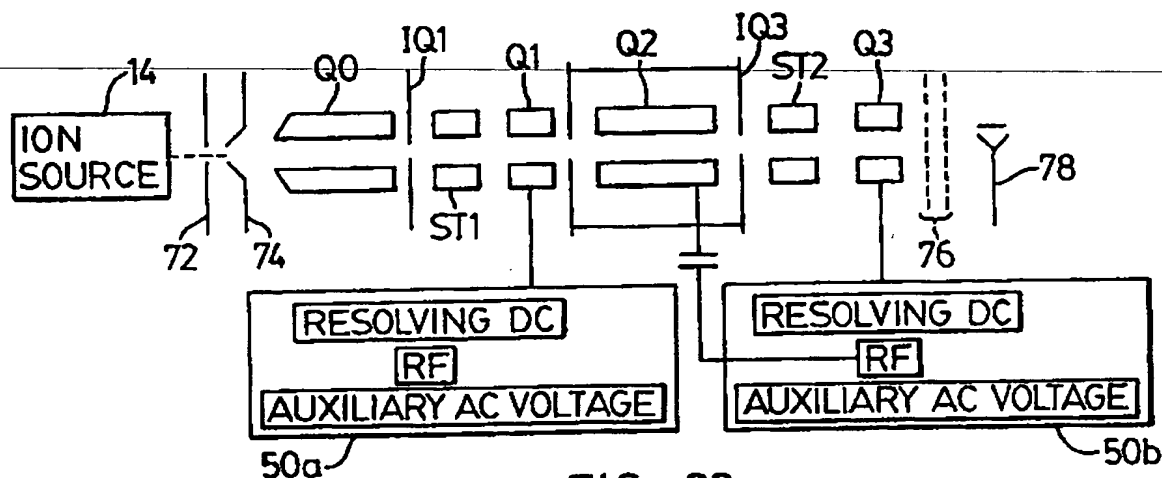 14
ION
SOURCE
72
74
Q0
IQ1
ST1
Q1
Q2
IQ3
ST2
Q3
76
78
RESOLVING DC
RF
AUXILIARY AC VOLTAGE
50a
RESOLVING DC
RF
AUXILIARY AC VOLTAGE
50b